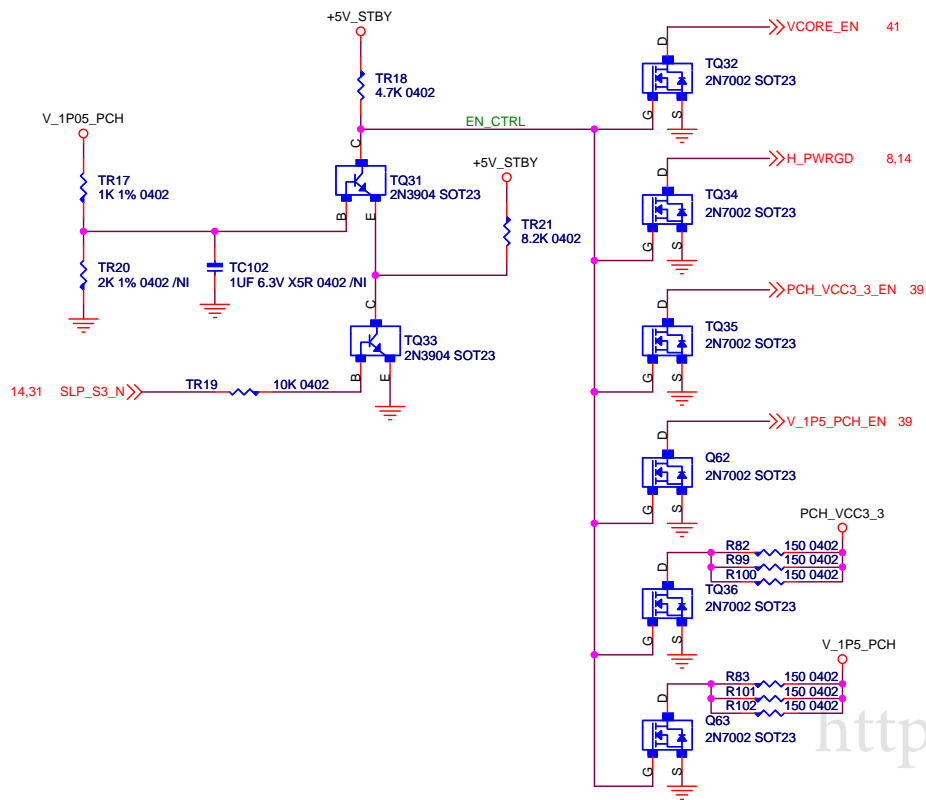 +5V_STBY
TR18
4.7K 0402
V_1P05_PCH
TR17
1K 1% 0402
TR20
2K 1% 0402 /NI
TC102
1UF 6.3V X5R 0402 /NI
C
B
E
TQ31
2N3904 SOT23
EN_CTRL
+5V_STBY
TR21
8.2K 0402
C
B
E
TQ33
2N3904 SOT23
14,31 SLP_S3_N
TR19 10K 0402
D
G
S
TQ32
2N7002 SOT23
VCORE_EN 41
D
G
S
TQ34
2N7002 SOT23
H_PWRGD 8,14
D
G
S
TQ35
2N7002 SOT23
PCH_VCC3_3_EN 39
D
G
S
Q62
2N7002 SOT23
V_1P5_PCH_EN 39
PCH_VCC3_3
R82 150 0402
R99 150 0402
R100 150 0402
D
G
S
TQ36
2N7002 SOT23
V_1P5_PCH
R83 150 0402
R101 150 0402
R102 150 0402
D
G
S
Q63
2N7002 SOT23
http